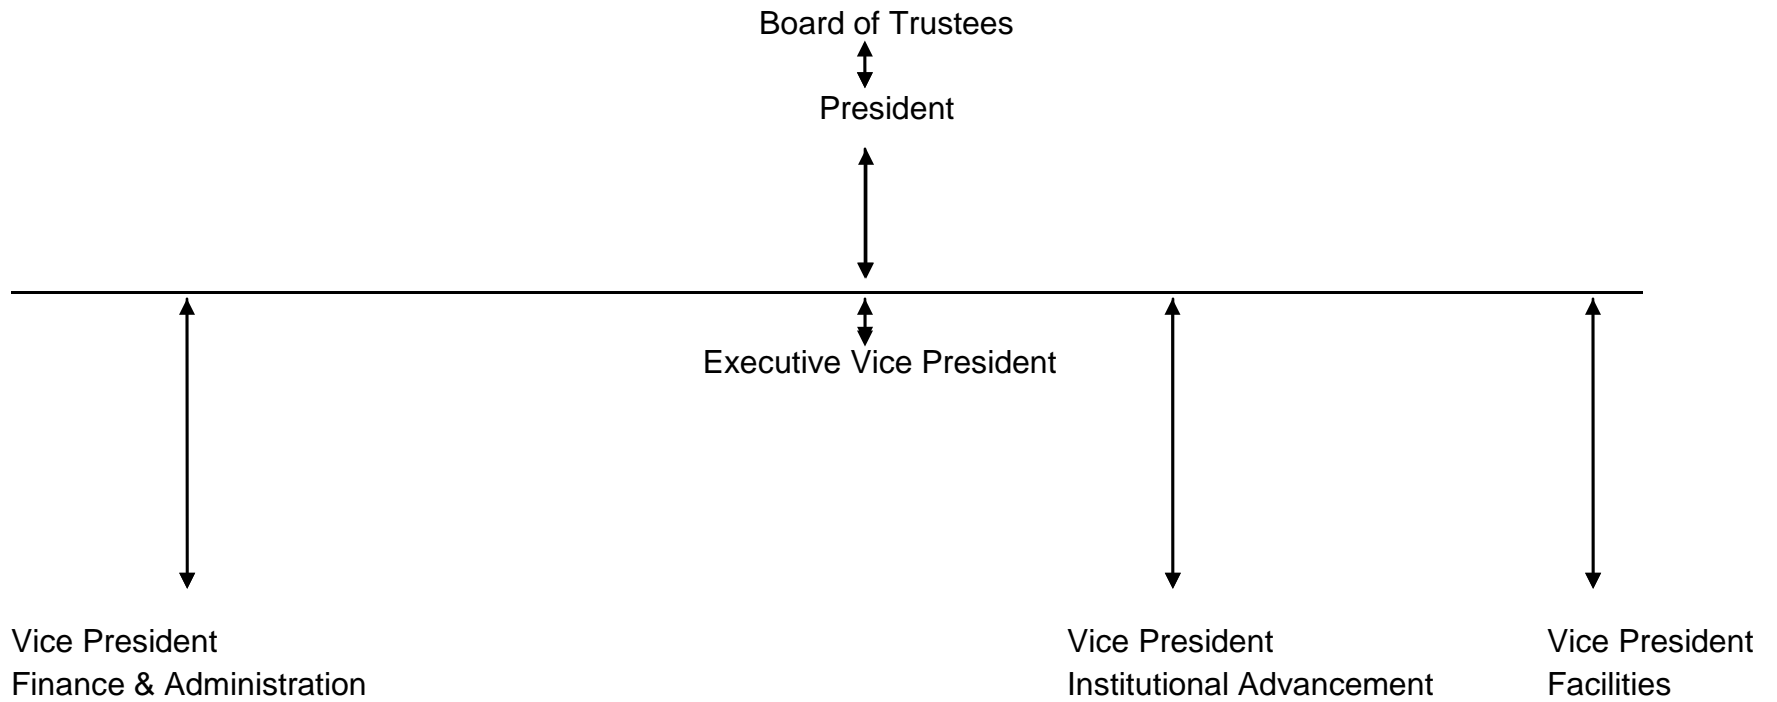 Board of Trustees
President
Executive Vice President
Vice President
Finance & Administration
Vice President
Institutional Advancement
Vice President
Facilities